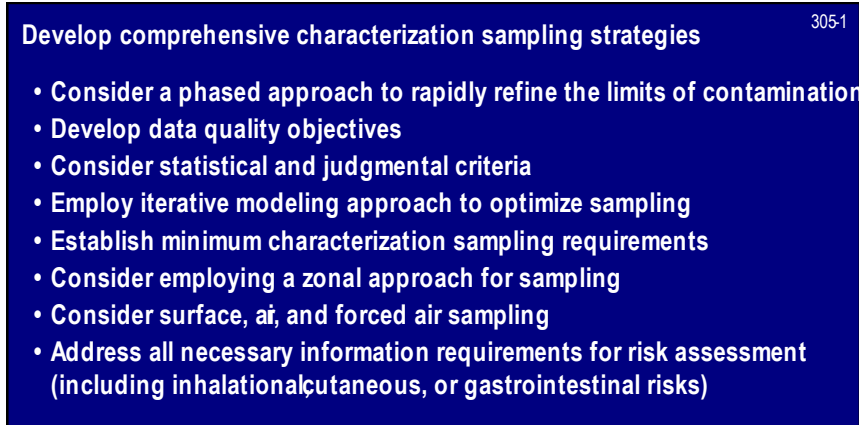 305-1
Develop comprehensive characterization sampling strategies
• Consider a phased approach to rapidly refine the limits of contamination
• Develop data quality objectives
• Consider statistical and judgmental criteria
• Employ iterative modeling approach to optimize sampling
• Establish minimum characterization sampling requirements
• Consider employing a zonal approach for sampling
• Consider surface, air, and forced air sampling
• Address all necessary information requirements for risk assessment
(including inhalational, cutaneous, or gastrointestinal risks)